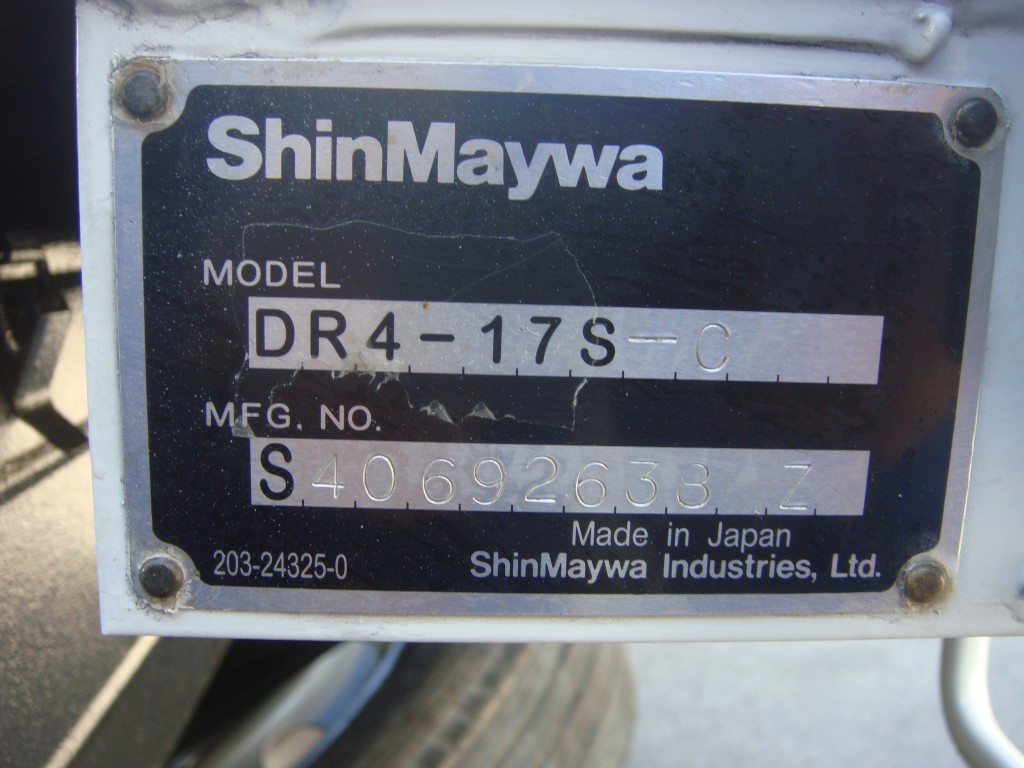 ShinMaywa
MODEL
DR4-17S-C
MFG. NO.
S40692638 Z
Made in Japan
203-24325-0 ShinMaywa Industries, Ltd.